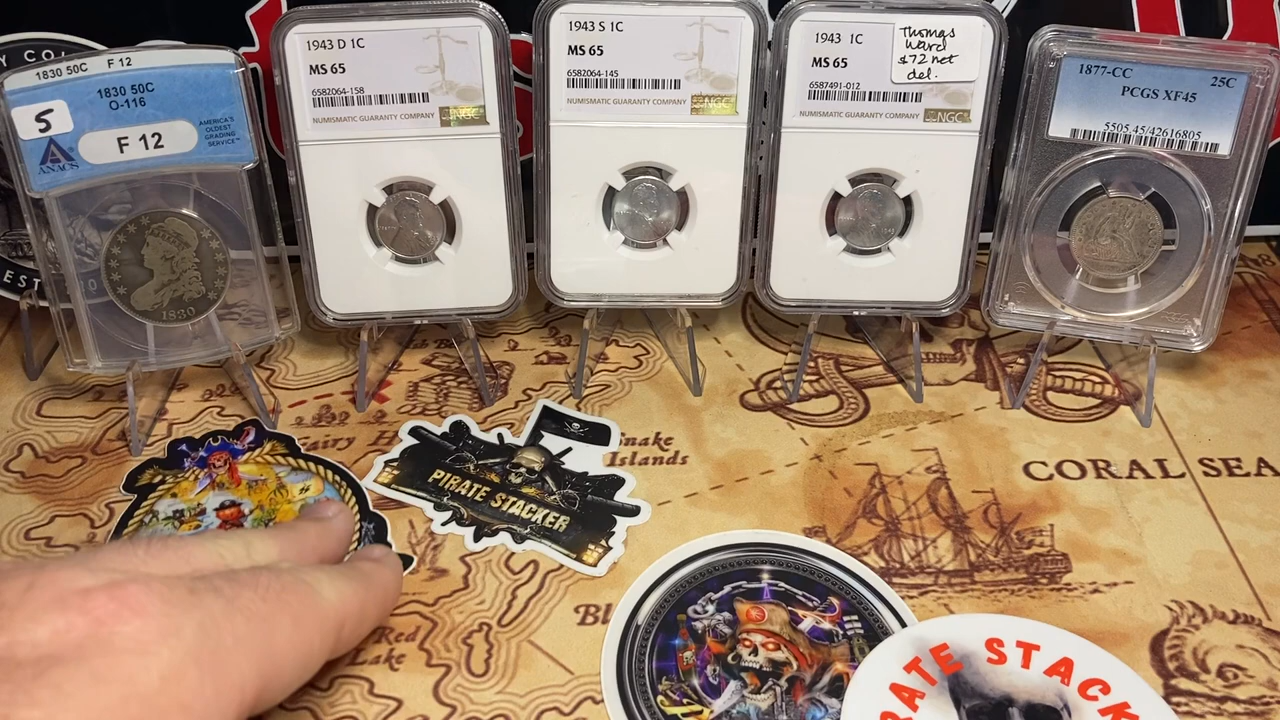 1830 50C F 12
1830 50C
O-116
5
F 12
ANACS
AMERICA'S
OLDEST
GRADING
SERVICE
1830
1943 D 1C
MS 65
6582064-158
NUMISMATIC GUARANTY COMPANY
NGC
1943 S 1C
MS 65
6582064-145
NUMISMATIC GUARANTY COMPANY
NGC
1943 1C
MS 65
6587491-012
NUMISMATIC GUARANTY COMPANY
NGC
Thomas
Ward
$72 net
del.
1877-CC 25C
PCGS XF45
5505.45/42616805
EST
PIRATE STACKER
Snake
Islands
CORAL SEA
Red
Lake
RATE STACK